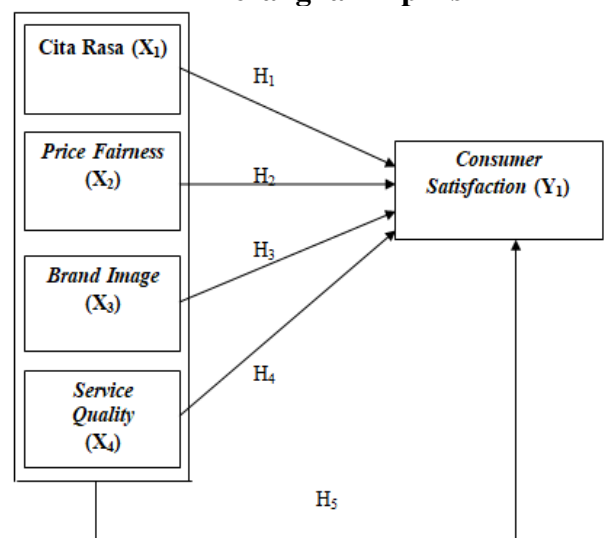 Cita Rasa (X₁)
H₁
Price Fairness
(X₂)
H₂
Consumer
Satisfaction (Y₁)
Brand Image
(X₃)
H₃
Service
Quality
(X₄)
H₄
H₅